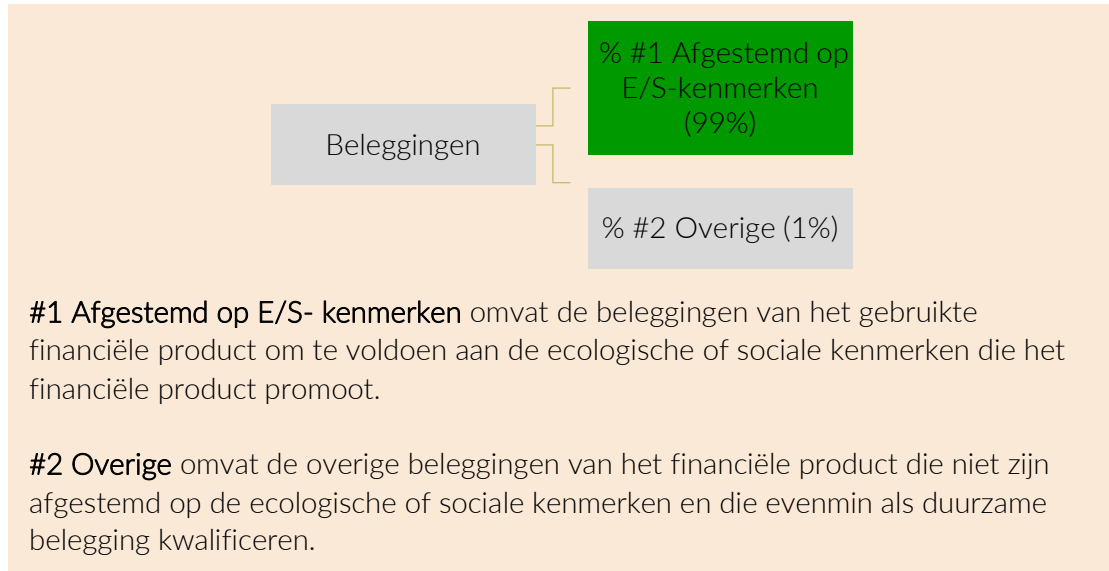 % #1 Afgestemd op
E/S-kenmerken
(99%)
Beleggingen
% #2 Overige (1%)
#1 Afgestemd op E/S- kenmerken omvat de beleggingen van het gebruikte
financiële product om te voldoen aan de ecologische of sociale kenmerken die het
financiële product promoot.
#2 Overige omvat de overige beleggingen van het financiële product die niet zijn
afgestemd op de ecologische of sociale kenmerken en die evenmin als duurzame
belegging kwalificeren.